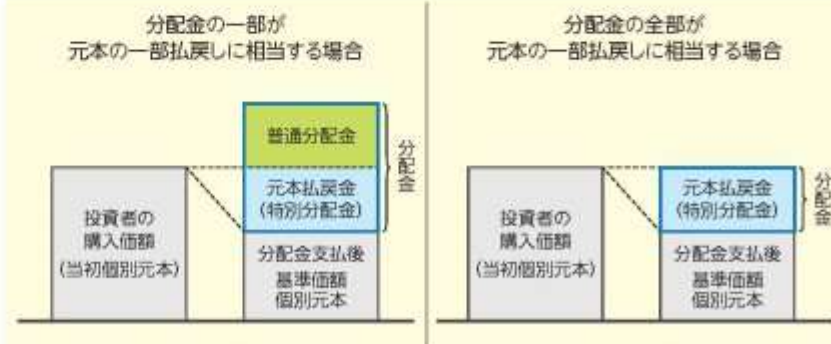 分配金の一部が
元本の一部払戻しに相当する場合
普通分配金
元本払戻金
(特別分配金)
分配金
投資者の
購入価額
(当初個別元本)
分配金支払後
基準価額
個別元本
分配金の全部が
元本の一部払戻しに相当する場合
元本払戻金
(特別分配金)
分配金
投資者の
購入価額
(当初個別元本)
分配金支払後
基準価額
個別元本